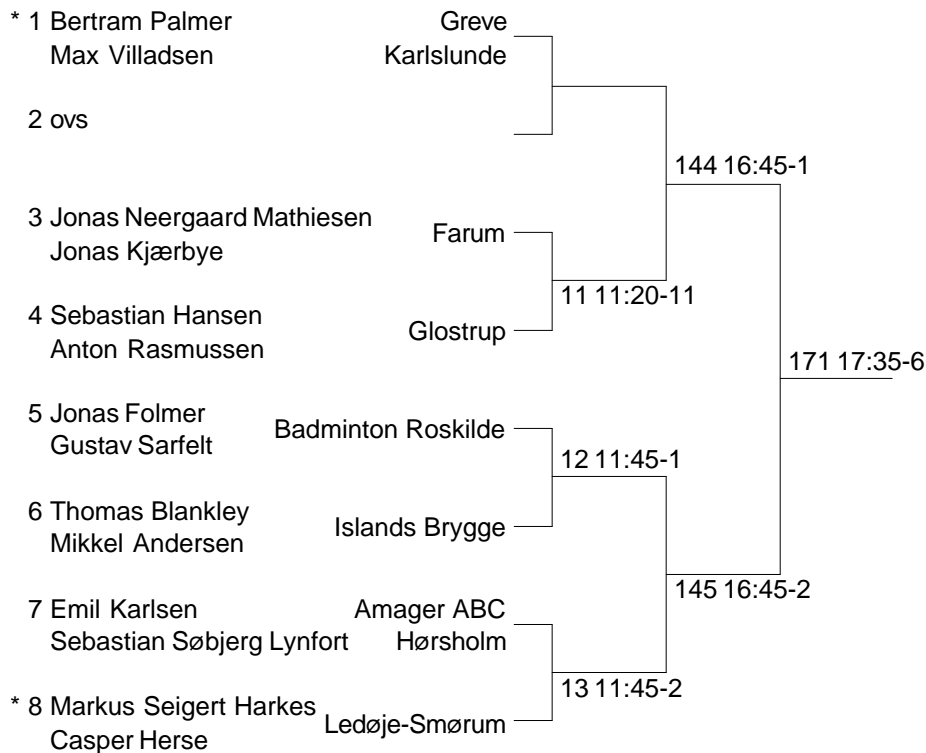 * 1 Bertram Palmer Greve
Max Villadsen Karlslunde
2 ovs
144 16:45-1
3 Jonas Neergaard Mathiesen Farum
Jonas Kjærbye
11 11:20-11
4 Sebastian Hansen Glostrup
Anton Rasmussen
171 17:35-6
5 Jonas Folmer Badminton Roskilde
Gustav Sarfelt
12 11:45-1
6 Thomas Blankley Islands Brygge
Mikkel Andersen
145 16:45-2
7 Emil Karlsen Amager ABC
Sebastian Søbjerg Lynfort Hørsholm
13 11:45-2
* 8 Markus Seigert Harkes Ledøje-Smørum
Casper Herse